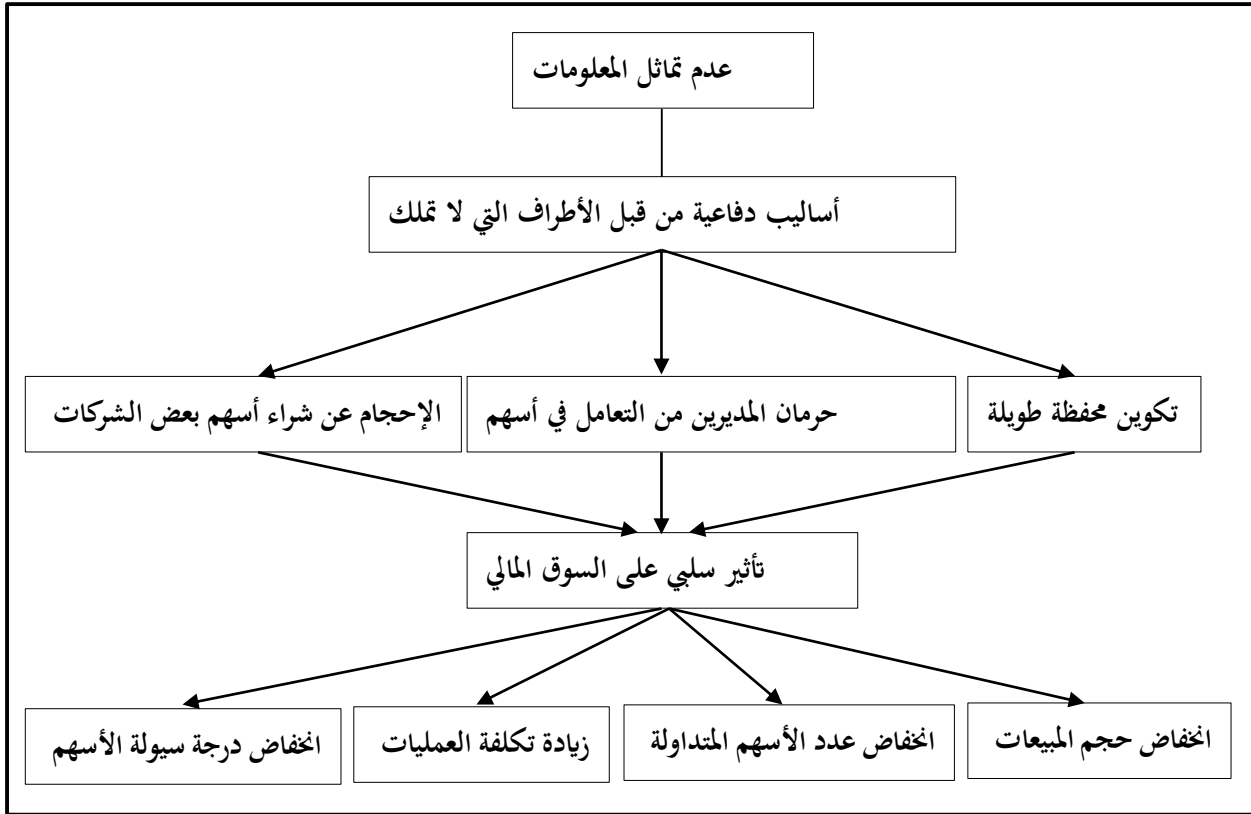 عدم تماثل المعلومات
أساليب دفاعية من قبل الأطراف التي لا تملك
تكوين محفظة طويلة
حرمان المديرين من التعامل في أسهم
الإحجام عن شراء أسهم بعض الشركات
تأثير سلبي على السوق المالي
انخفاض حجم المبيعات
انخفاض عدد الأسهم المتداولة
زيادة تكلفة العمليات
انخفاض درجة سيولة الأسهم